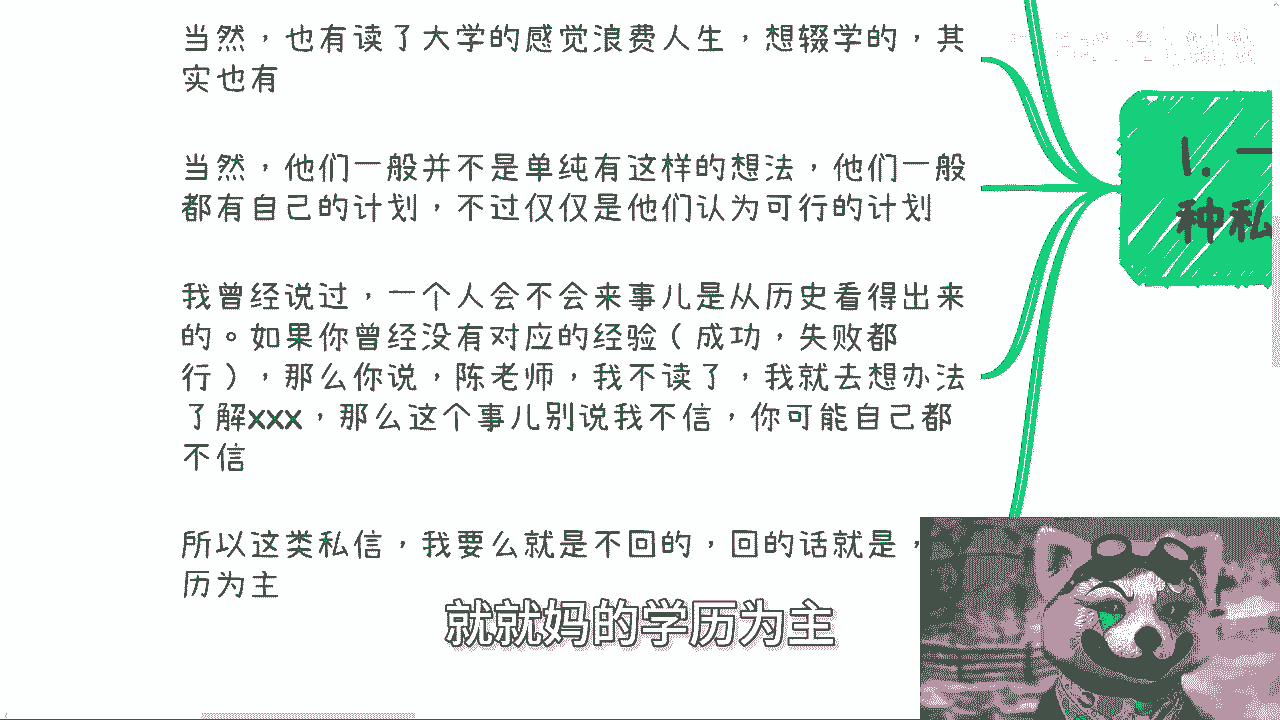 当然，也有读了大学的感觉浪费人生，想辍学的，其
实也有
当然，他们一般并不是单纯有这样的想法，他们一般
都有自己的计划，不过仅仅是他们认为可行的计划
我曾经说过，一个人会不会来事儿是从历史看得出来
的。如果你曾经没有对应的经验（成功，失败都
行），那么你说，陈老师，我不读了，我就去想办法
了解xxx，那么这个事儿别说我不信，你可能自己都
不信
所以这类私信，我要么就是不回的，回的话就是，
历为主
1. 一
种私
就就妈的学历为主